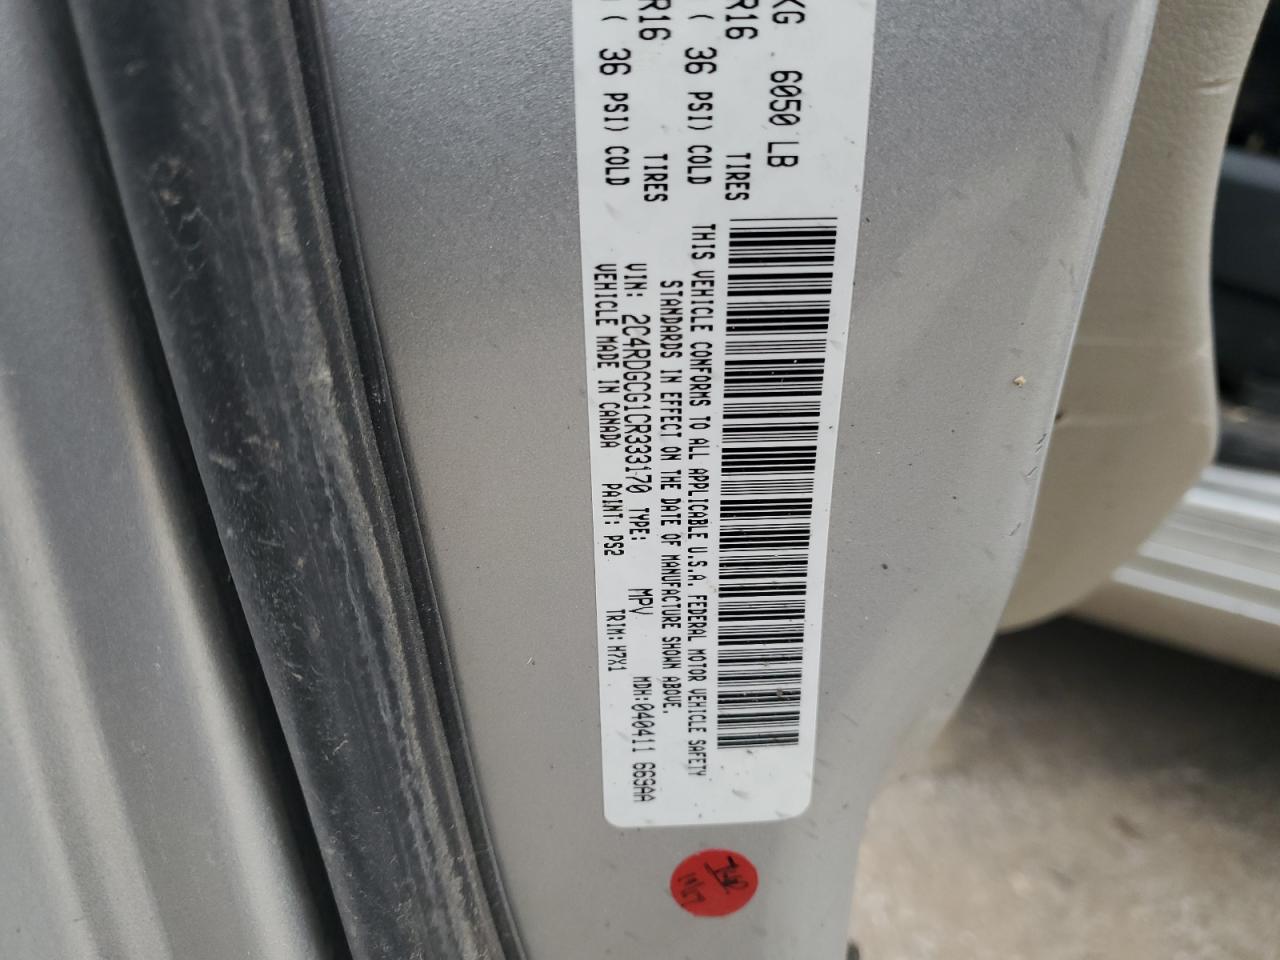 KG 6050 LB
R16 TIRES
( 36 PSI) COLD
R16 TIRES
( 36 PSI) COLD
THIS VEHICLE CONFORMS TO ALL APPLICABLE U.S.A. FEDERAL MOTOR VEHICLE SAFETY
STANDARDS IN EFFECT ON THE DATE OF MANUFACTURE SHOWN ABOVE.
VIN: 2C4RDGCG1CR333170 TYPE: MPV MDH:040411 669AA
VEHICLE MADE IN CANADA PAINT: PS2 TRIM: H7X1